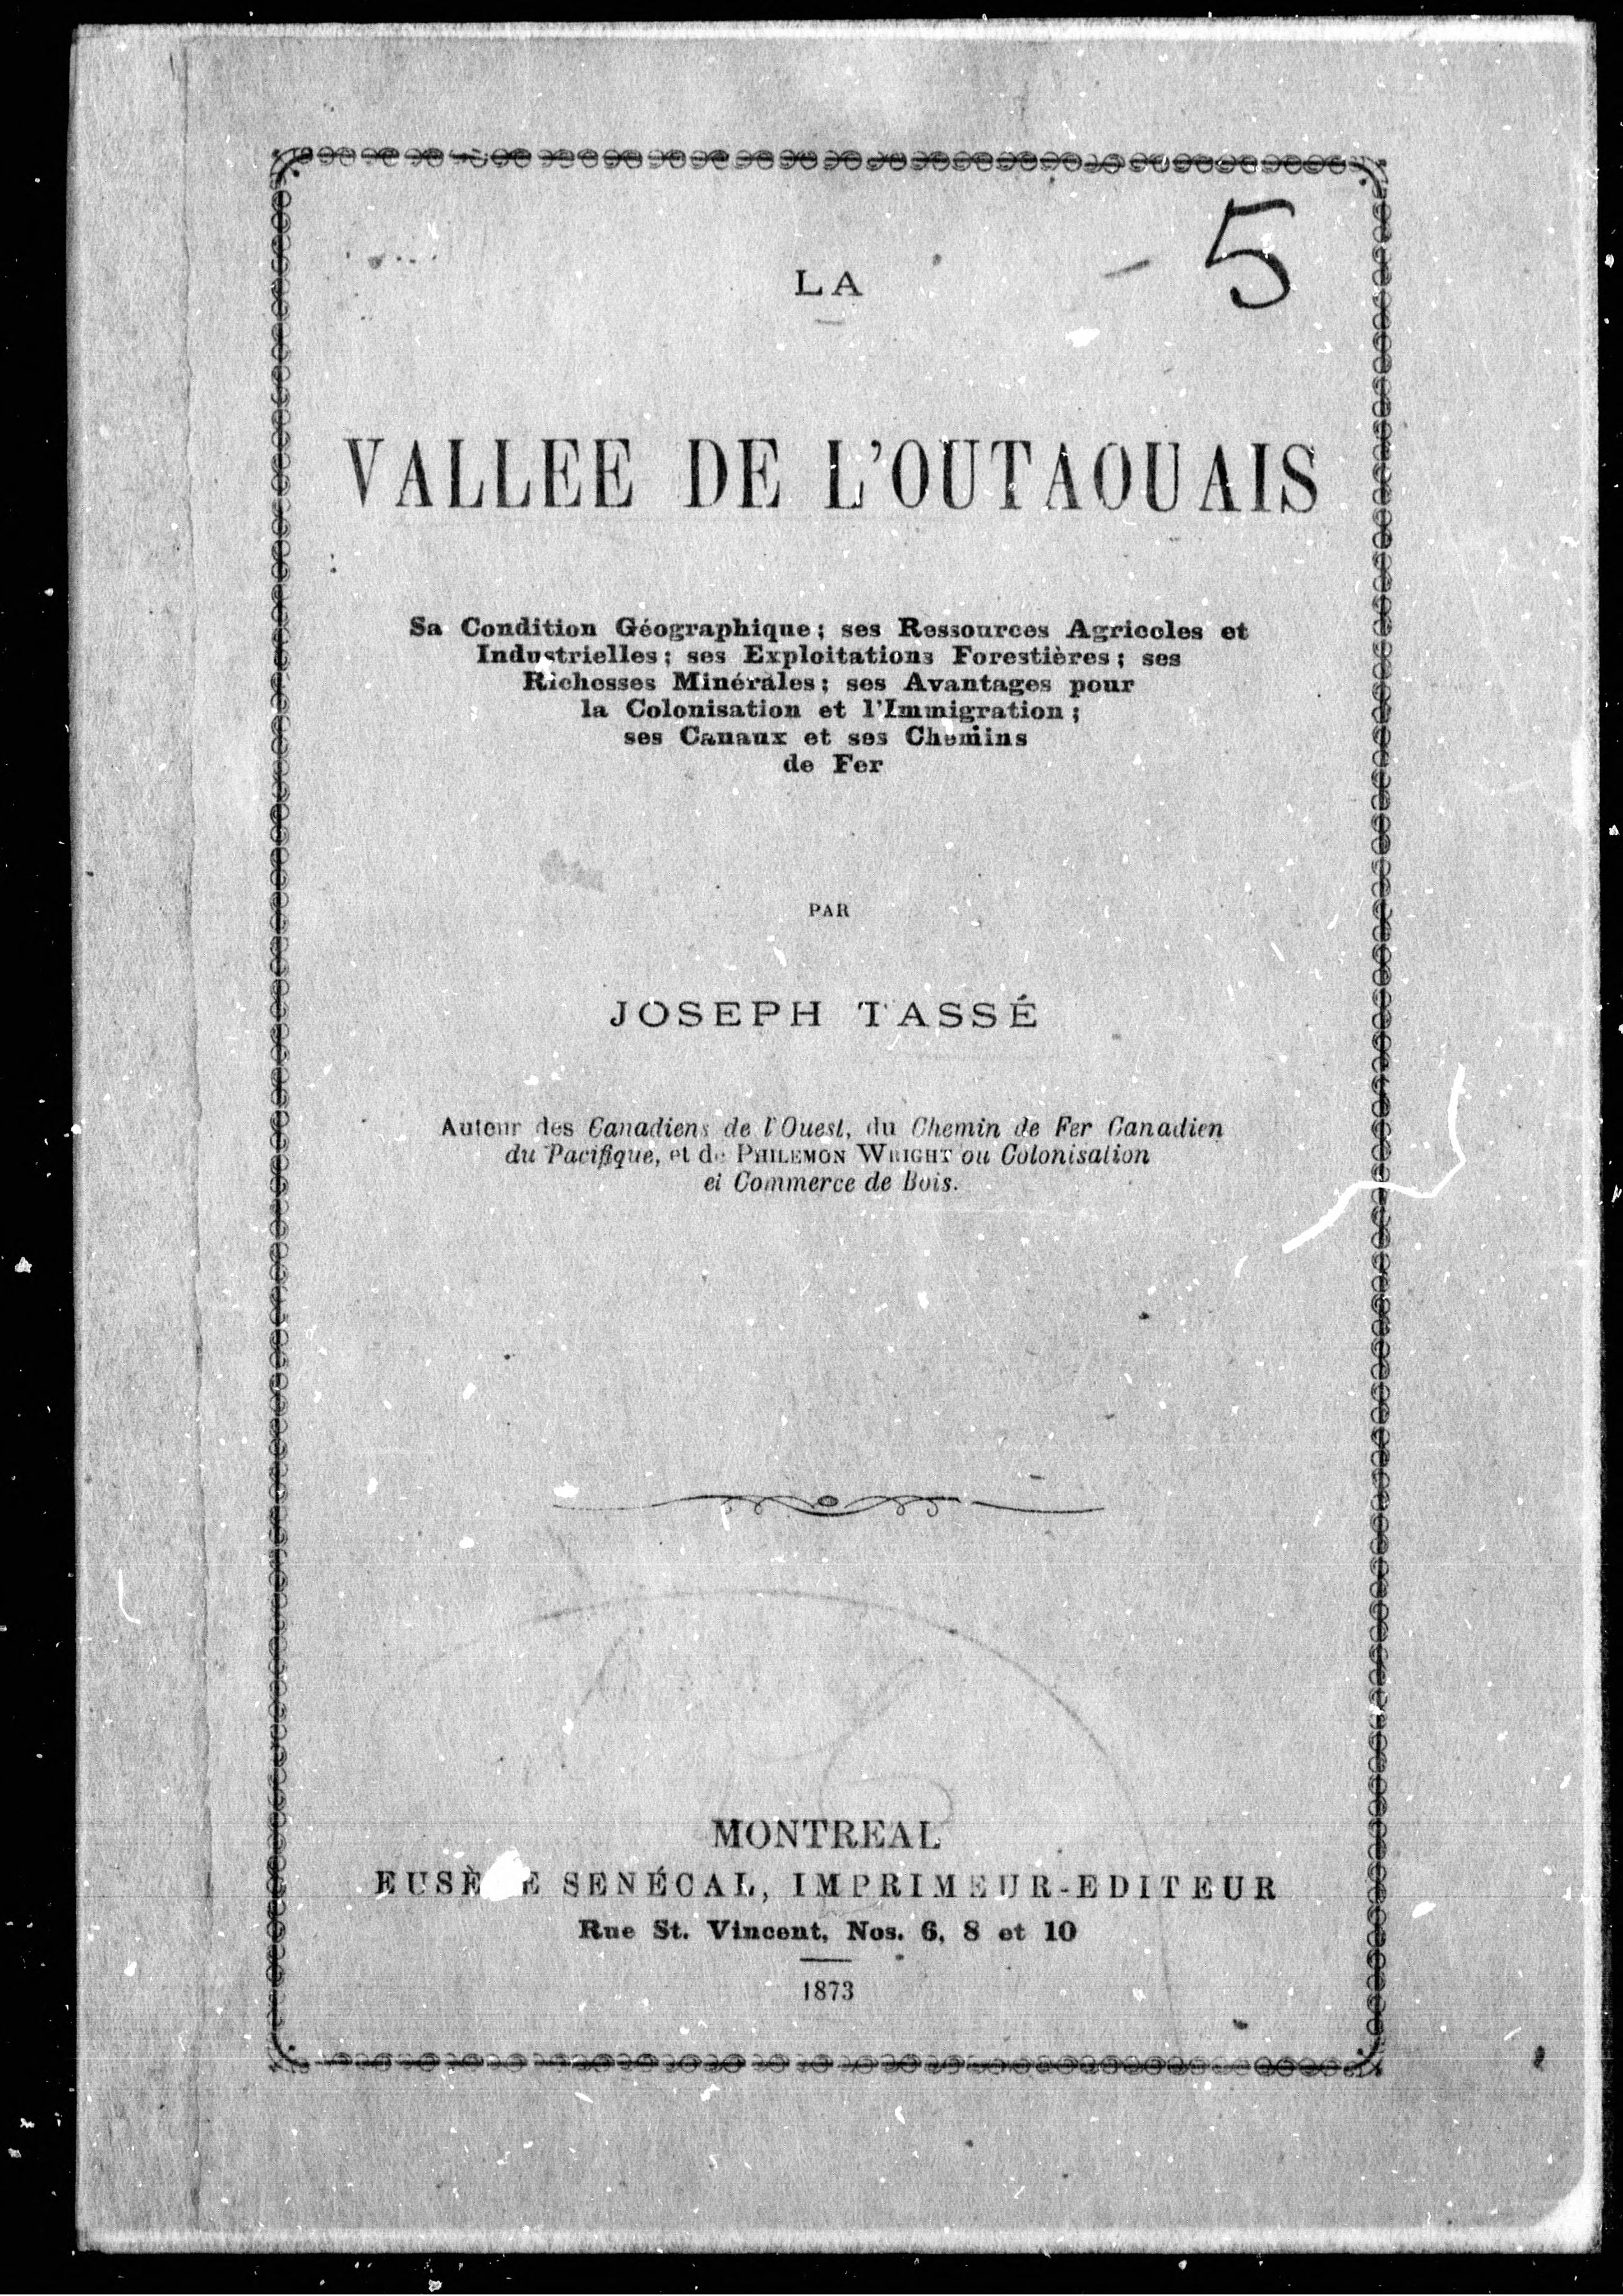 5
LA
VALLEE DE L'OUTAOUAIS
Sa Condition Géographique; ses Ressources Agricoles et
Industrielles; ses Exploitations Forestières; ses
Richesses Minérales; ses Avantages pour
la Colonisation et l'Immigration;
ses Canaux et ses Chemins
de Fer
PAR
JOSEPH TASSÉ
Auteur des Canadiens de l'Ouest, du Chemin de Fer Canadien
du Pacifique, et de PHILEMON WRIGHT ou Colonisation
et Commerce de Bois.
MONTREAL
SENÉCAL, IMPRIMEUR-EDITEUR
Rue St. Vincent, Nos. 6, 8 et 10
1873